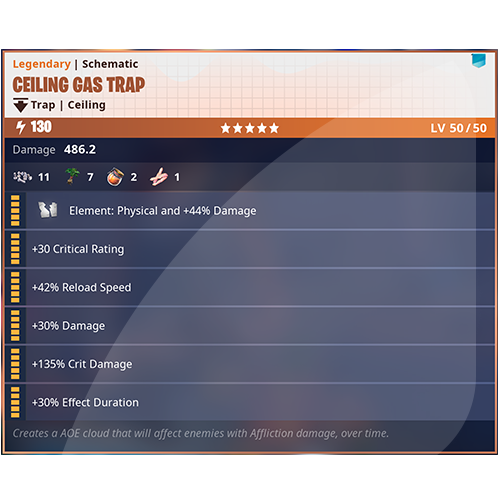 Legendary | Schematic
CEILING GAS TRAP
Trap | Ceiling
130 LV 50 / 50
Damage 486.2
11 7 2 1
Element: Physical and +44% Damage
+30 Critical Rating
+42% Reload Speed
+30% Damage
+135% Crit Damage
+30% Effect Duration
Creates a AOE cloud that will affect enemies with Affliction damage, over time.